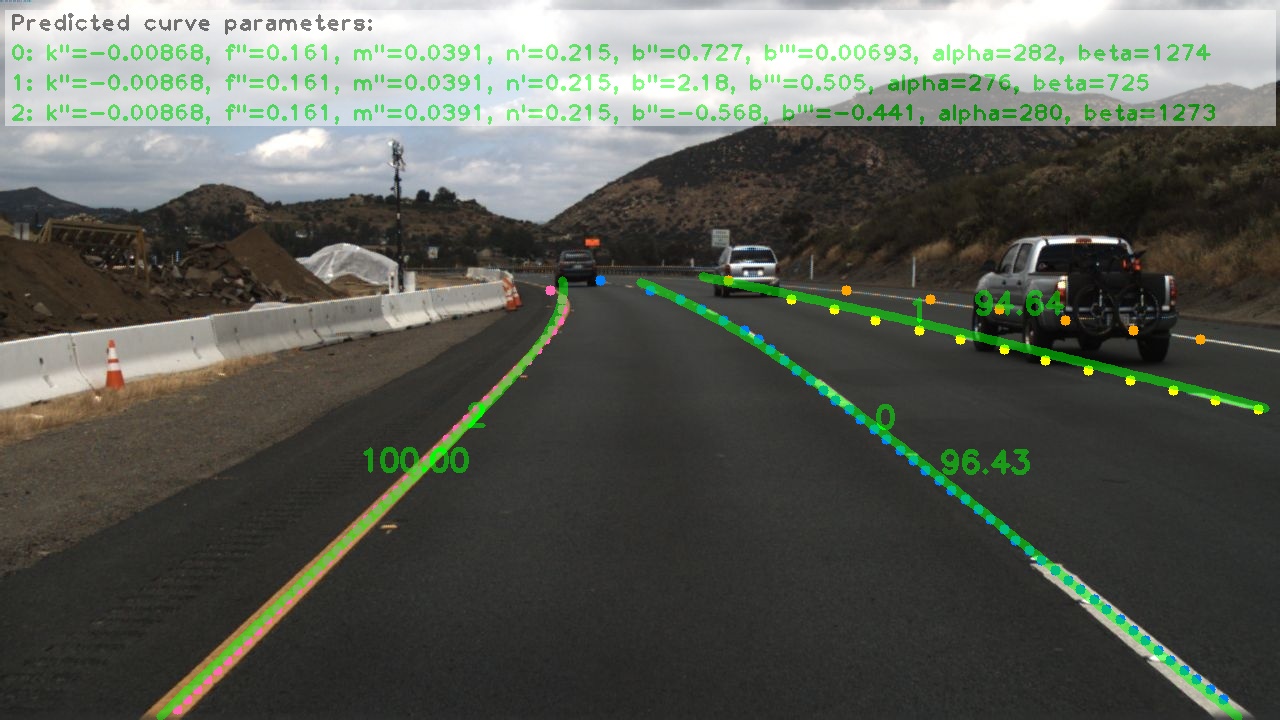 Predicted curve parameters:
0: k''=-0.00868, f''=0.161, m''=0.0391, n'=0.215, b''=0.727, b'''=0.00693, alpha=282, beta=1274
1: k''=-0.00868, f''=0.161, m''=0.0391, n'=0.215, b''=2.18, b'''=0.505, alpha=276, beta=725
2: k''=-0.00868, f''=0.161, m''=0.0391, n'=0.215, b''=-0.568, b'''=-0.441, alpha=280, beta=1273
1
94.64
2
0
100.00
96.43